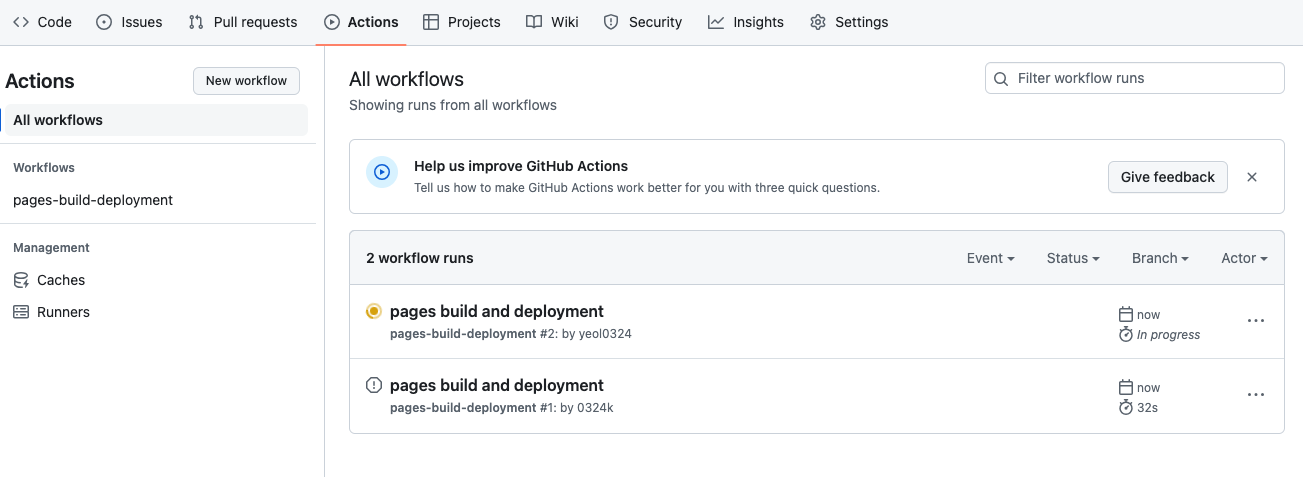 Code Issues Pull requests Actions Projects Wiki Security Insights Settings
Actions
New workflow
All workflows
Workflows
pages-build-deployment
Management
Caches
Runners
All workflows
Showing runs from all workflows
Filter workflow runs
Help us improve GitHub Actions
Tell us how to make GitHub Actions work better for you with three quick questions.
Give feedback
2 workflow runs
Event Status Branch Actor
pages build and deployment
pages-build-deployment #2: by yeol0324
now
In progress
pages build and deployment
pages-build-deployment #1: by 0324k
now
32s